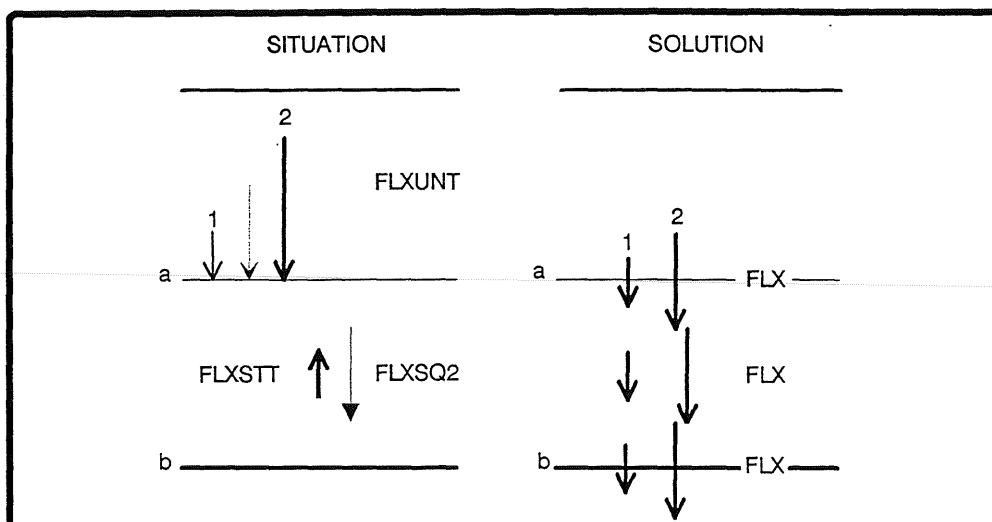 SITUATION SOLUTION
2
FLXUNT
1 2
1
a a FLX
FLXSTT FLXSQ2 FLX
b b FLX